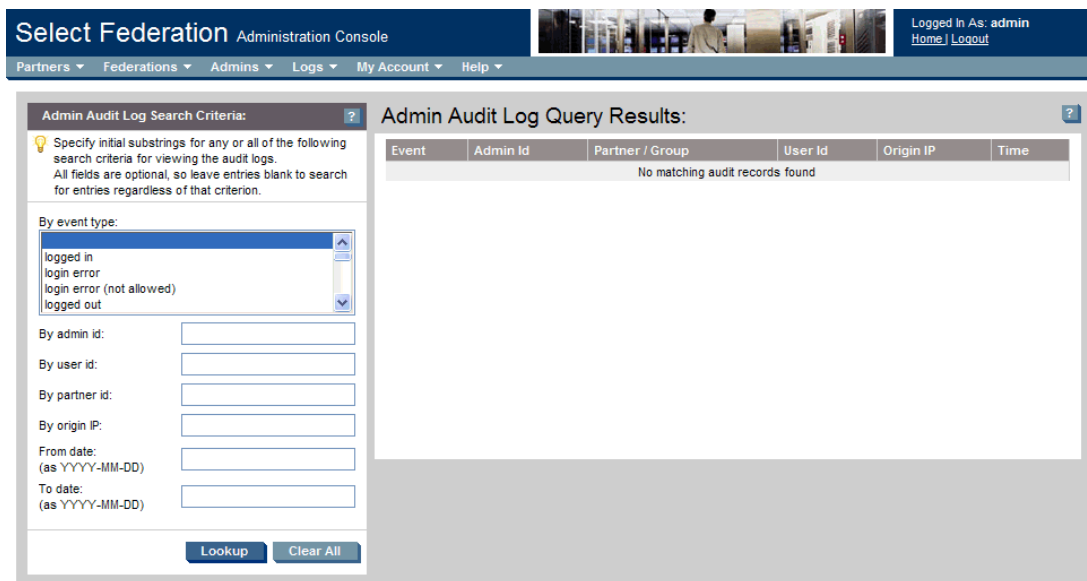 Select Federation Administration Console
Logged In As: admin
Home | Logout
Partners Federations Admins Logs My Account Help
Admin Audit Log Search Criteria: ?
Specify initial substrings for any or all of the following
search criteria for viewing the audit logs.
All fields are optional, so leave entries blank to search
for entries regardless of that criterion.
By event type:
logged in
login error
login error (not allowed)
logged out
By admin id:
By user id:
By partner id:
By origin IP:
From date:
(as YYYY-MM-DD)
To date:
(as YYYY-MM-DD)
Lookup Clear All
Admin Audit Log Query Results: ?
Event Admin Id Partner / Group User Id Origin IP Time
No matching audit records found